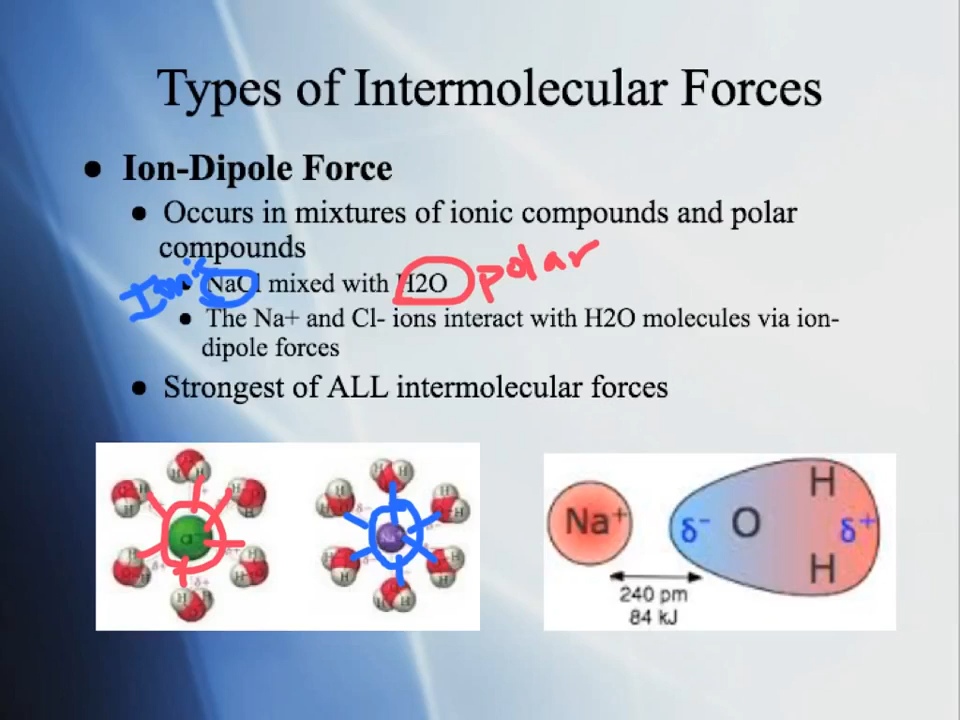 Types of Intermolecular Forces
● Ion-Dipole Force
● Occurs in mixtures of ionic compounds and polar
compounds
Ionic
● NaCl mixed with H2O
polar
● The Na+ and Cl- ions interact with H2O molecules via ion-
dipole forces
● Strongest of ALL intermolecular forces
H H
H H
H H
H
H
H
H
H H
Cl⁻
Na⁺
δ+
δ+
δ-
δ-
Na⁺
δ⁻ O δ⁺
H
H
240 pm
84 kJ